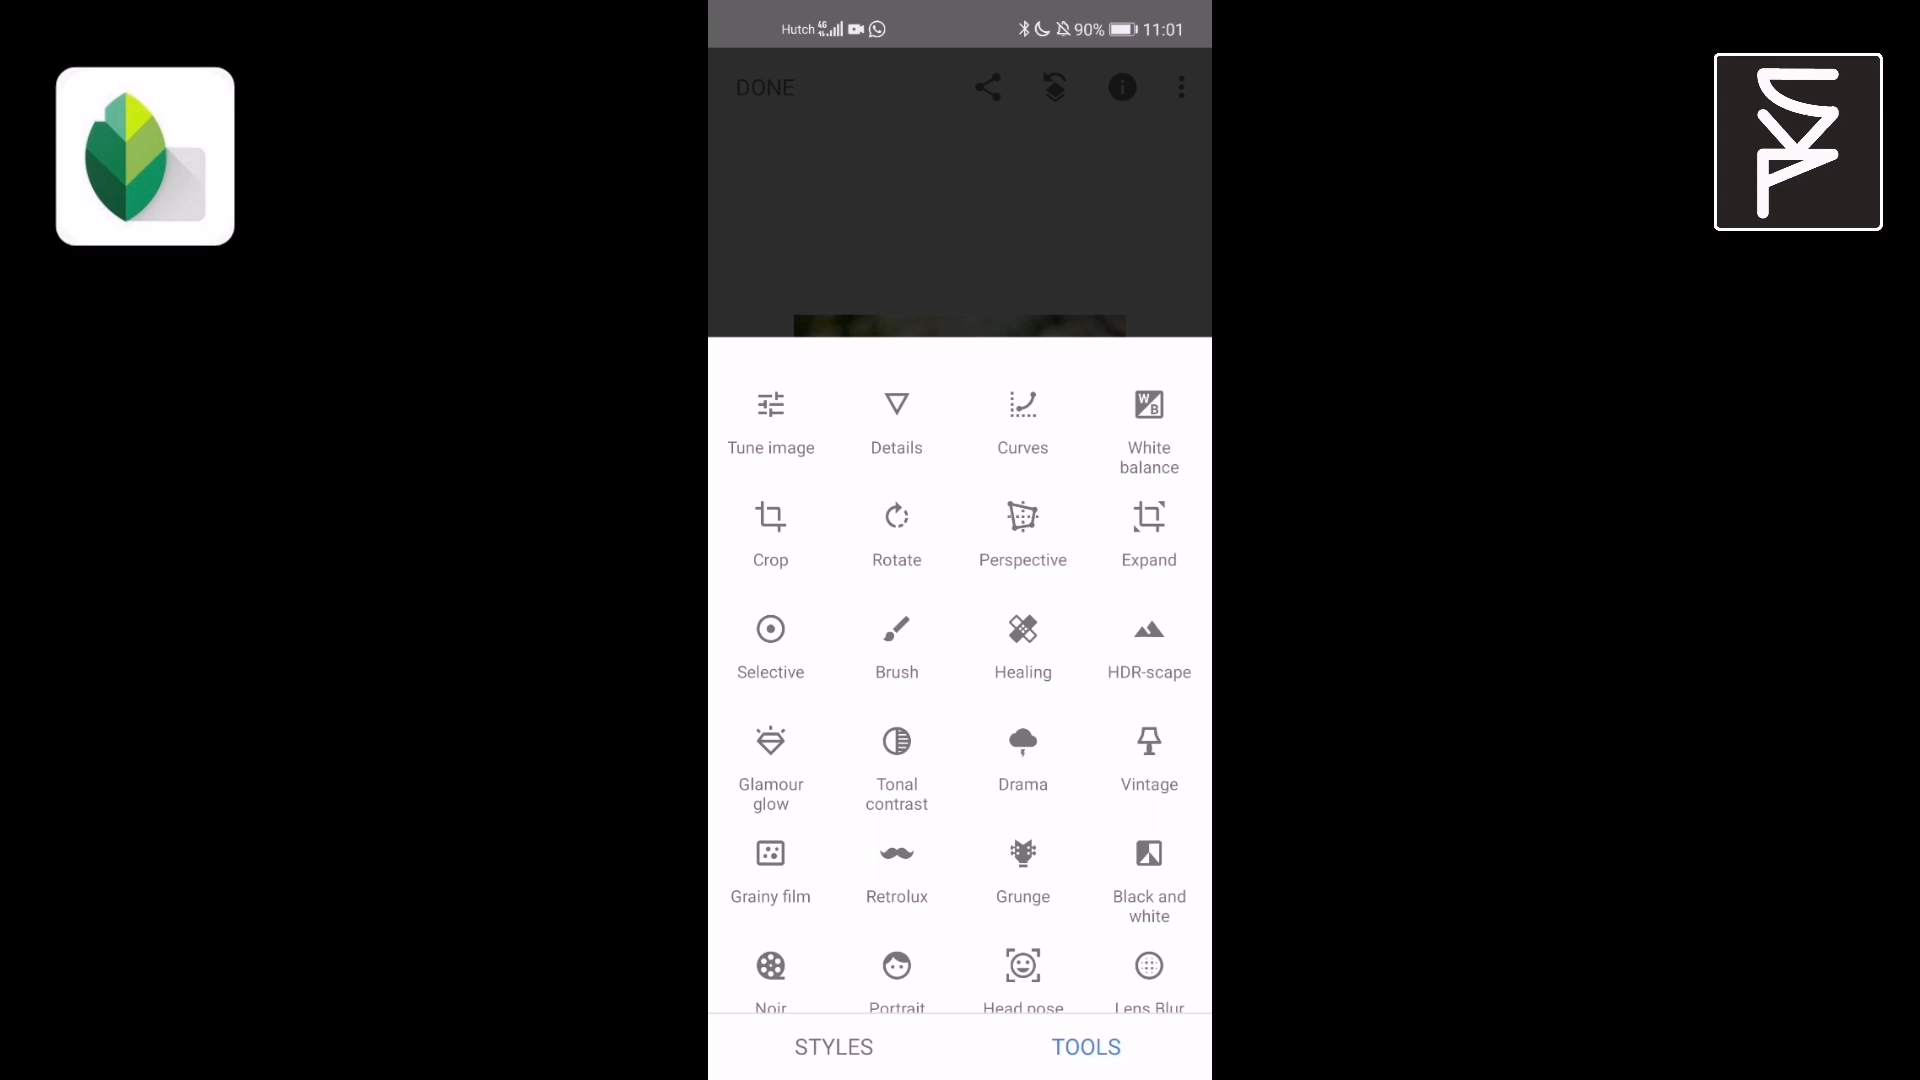 Hutch 4G 90% 11:01
DONE
Tune image Details Curves White
balance
Crop Rotate Perspective Expand
Selective Brush Healing HDR-scape
Glamour Tonal Drama Vintage
glow contrast
Grainy film Retrolux Grunge Black and
white
Noir Portrait Head pose Lens Blur
STYLES TOOLS